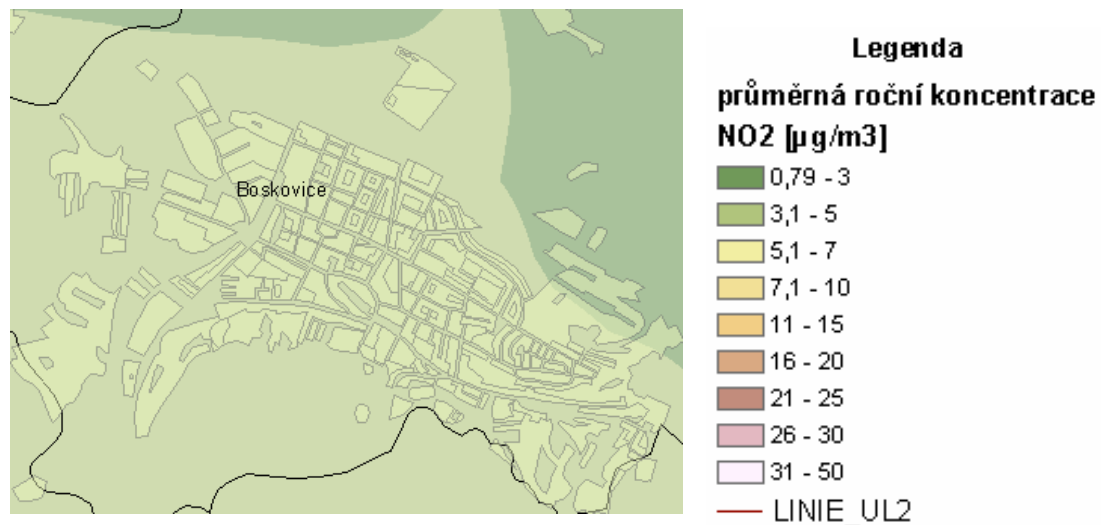 Boskovice
Legenda
průměrná roční koncentrace
NO2 [µg/m3]
0,79 - 3
3,1 - 5
5,1 - 7
7,1 - 10
11 - 15
16 - 20
21 - 25
26 - 30
31 - 50
LINIE_UL2